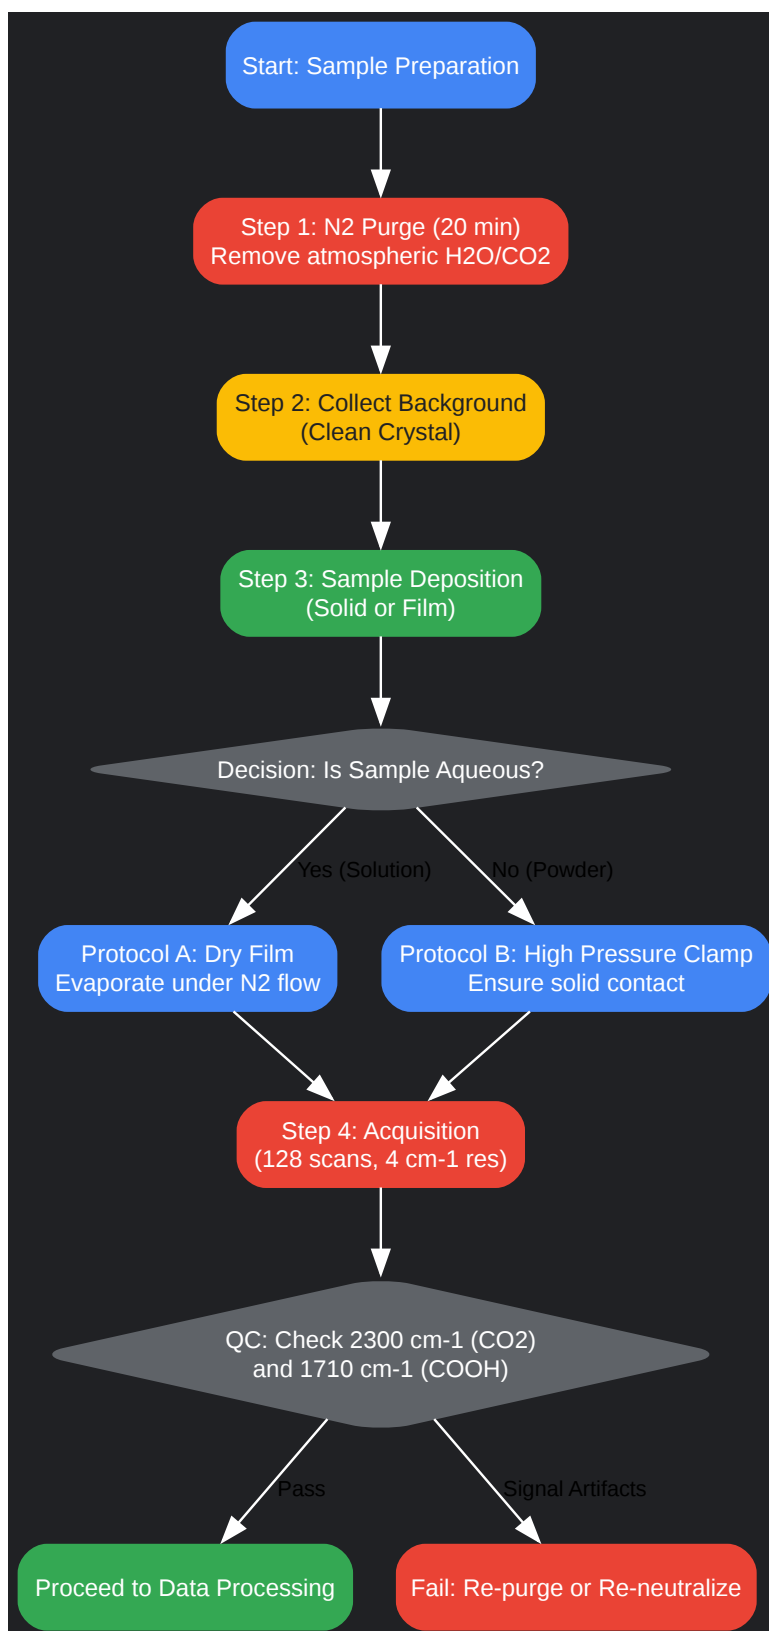 Start: Sample Preparation
Step 1: N2 Purge (20 min)
Remove atmospheric H2O/CO2
Step 2: Collect Background
(Clean Crystal)
Step 3: Sample Deposition
(Solid or Film)
Decision: Is Sample Aqueous?
Yes (Solution)
No (Powder)
Protocol A: Dry Film
Evaporate under N2 flow
Protocol B: High Pressure Clamp
Ensure solid contact
Step 4: Acquisition
(128 scans, 4 cm-1 res)
QC: Check 2300 cm-1 (CO2)
and 1710 cm-1 (COOH)
Pass
Signal Artifacts
Proceed to Data Processing
Fail: Re-purge or Re-neutralize